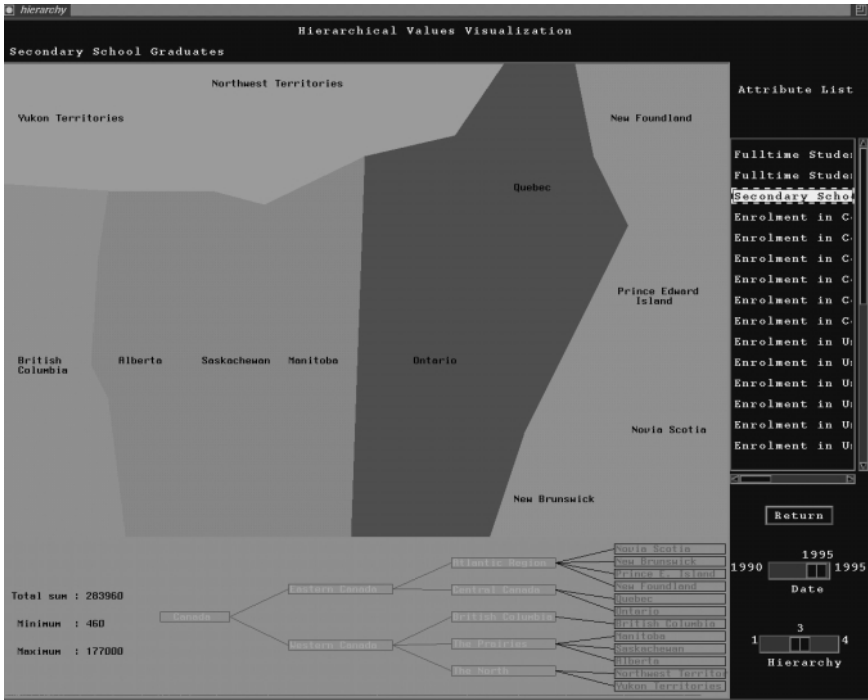 hierarchy
Hierarchical Values Visualization
Secondary School Graduates
Northwest Territories
Yukon Territories
New Foundland
Quebec
Prince Edward
Island
British
Columbia
Alberta
Saskachewan
Manitoba
Ontario
Novia Scotia
New Brunswick
Attribute List
Fulltime Stude
Fulltime Stude
Secondary Scho
Enrolment in C
Enrolment in C
Enrolment in C
Enrolment in C
Enrolment in C
Enrolment in C
Enrolment in U
Enrolment in U
Enrolment in U
Enrolment in U
Enrolment in U
Enrolment in U
Return
1995
1990 1995
Date
3
1 4
Hierarchy
Total sum : 283960
Minimum : 460
Maximum : 177000
Canada
Eastern Canada
Western Canada
Atlantic Region
Central Canada
British Columbia
The Prairies
The North
Novia Scotia
New Brunswick
Prince E. Island
New Foundland
Quebec
Ontario
British Columbia
Manitoba
Saskachewan
Alberta
Northwest Territo
Yukon Territories